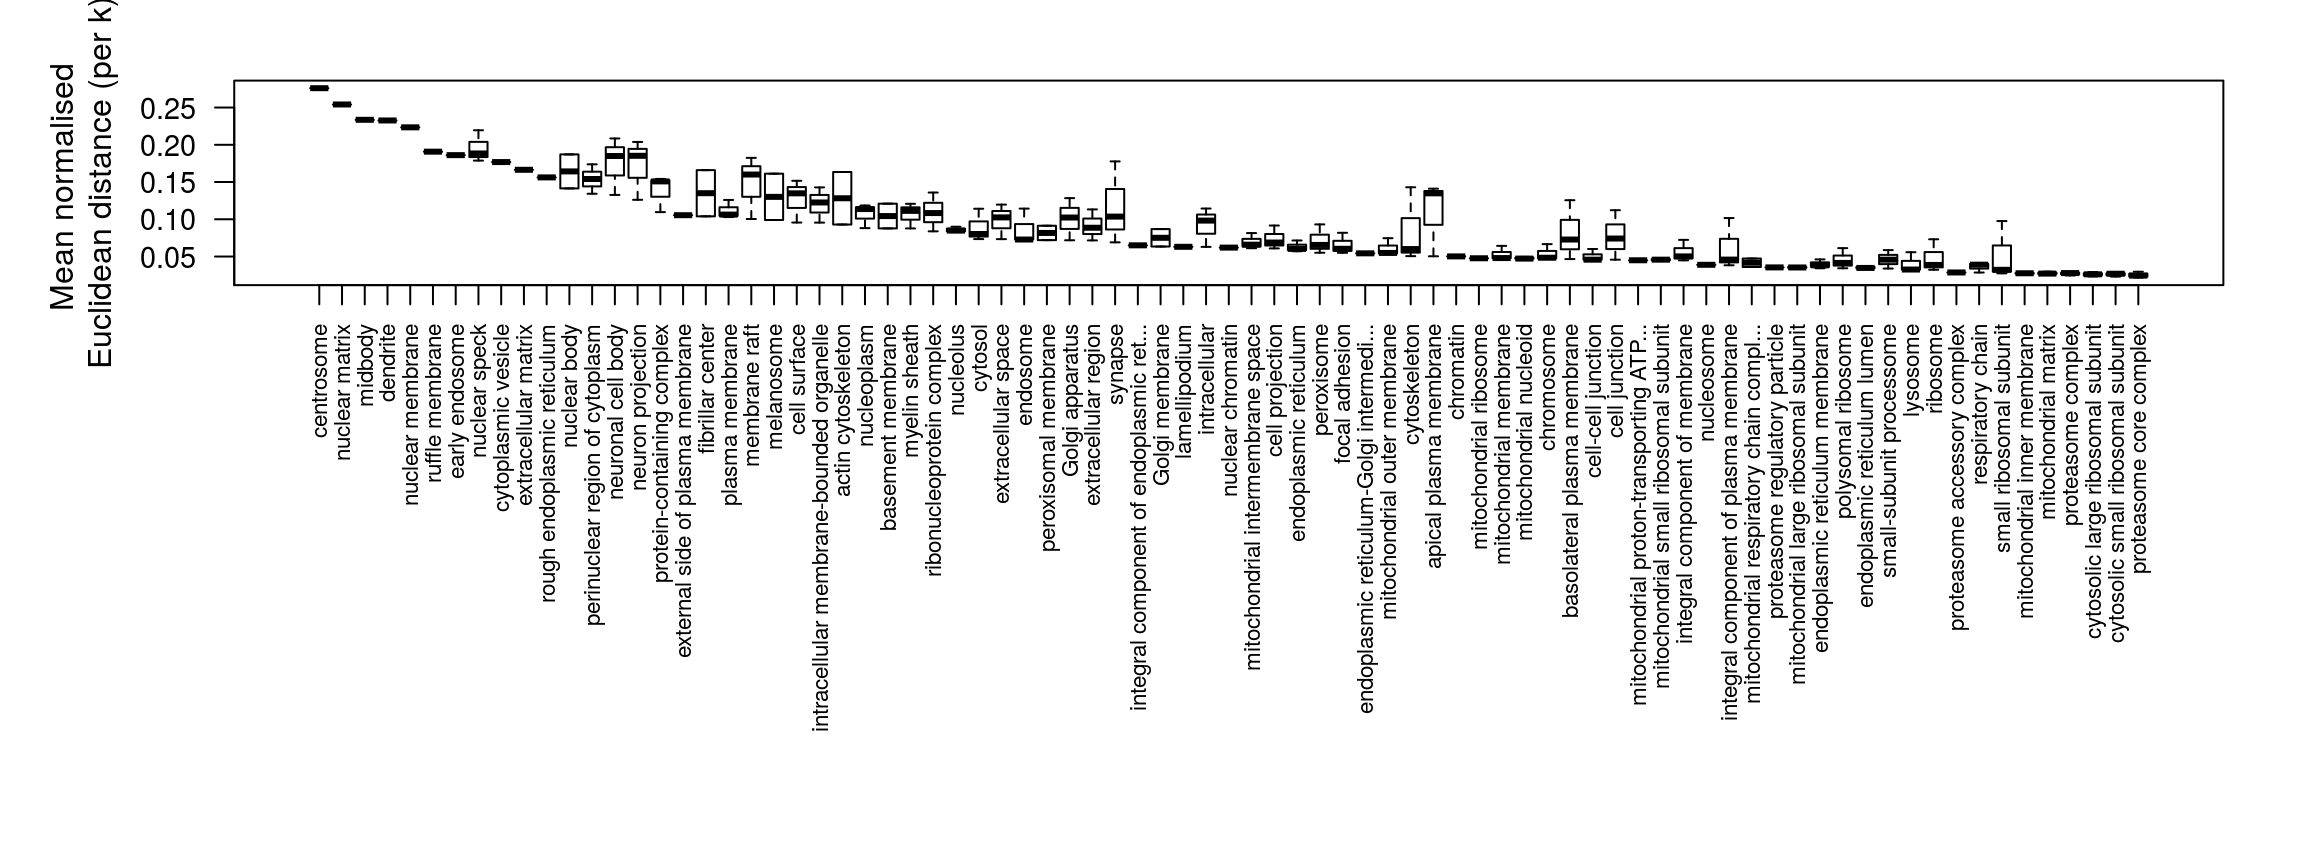 Mean normalised
Euclidean distance (per k)
0.25
0.20
0.15
0.10
0.05
centrosome
nuclear matrix
midbody
dendrite
nuclear membrane
ruffle membrane
early endosome
nuclear speck
cytoplasmic vesicle
extracellular matrix
rough endoplasmic reticulum
nuclear body
perinuclear region of cytoplasm
neuronal cell body
neuron projection
protein-containing complex
external side of plasma membrane
fibrillar center
plasma membrane
membrane raft
melanosome
cell surface
intracellular membrane-bounded organelle
actin cytoskeleton
nucleoplasm
basement membrane
myelin sheath
ribonucleoprotein complex
nucleolus
cytosol
extracellular space
endosome
peroxisomal membrane
Golgi apparatus
extracellular region
synapse
integral component of endoplasmic ret...
Golgi membrane
lamellipodium
intracellular
nuclear chromatin
mitochondrial intermembrane space
cell projection
endoplasmic reticulum
peroxisome
focal adhesion
endoplasmic reticulum-Golgi intermedi...
mitochondrial outer membrane
cytoskeleton
apical plasma membrane
chromatin
mitochondrial ribosome
mitochondrial membrane
mitochondrial nucleoid
chromosome
basolateral plasma membrane
cell-cell junction
cell junction
mitochondrial proton-transporting ATP...
mitochondrial small ribosomal subunit
integral component of membrane
nucleosome
integral component of plasma membrane
mitochondrial respiratory chain compl...
proteasome regulatory particle
mitochondrial large ribosomal subunit
endoplasmic reticulum membrane
polysomal ribosome
endoplasmic reticulum lumen
small-subunit processome
lysosome
ribosome
proteasome accessory complex
respiratory chain
small ribosomal subunit
mitochondrial inner membrane
mitochondrial matrix
proteasome complex
cytosolic large ribosomal subunit
cytosolic small ribosomal subunit
proteasome core complex